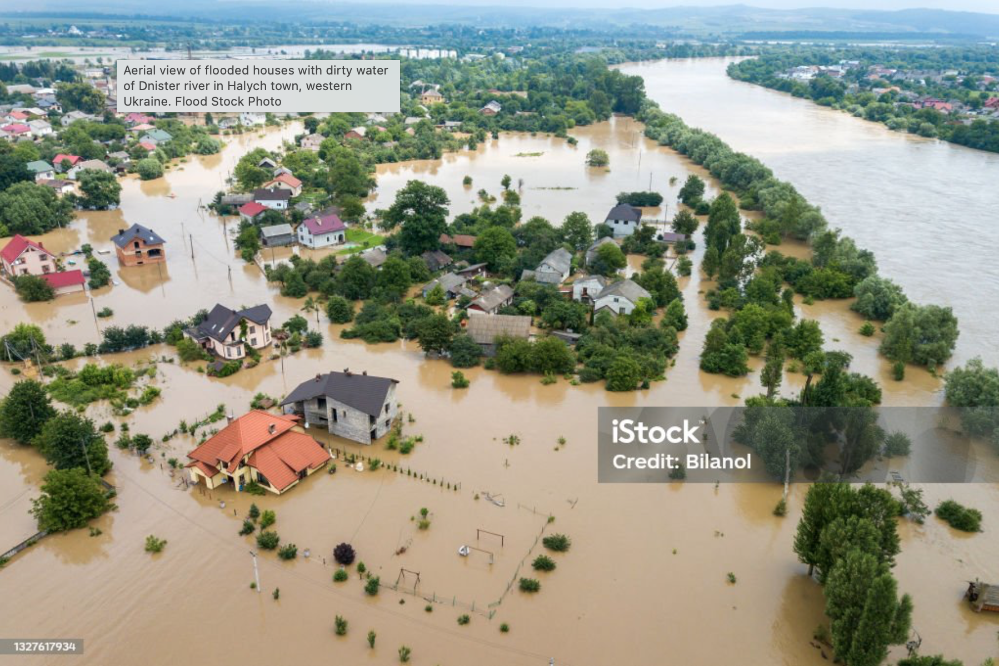 Aerial view of flooded houses with dirty water
of Dnister river in Halych town, western
Ukraine. Flood Stock Photo
iStock™
Credit: Bilanol
1327617934